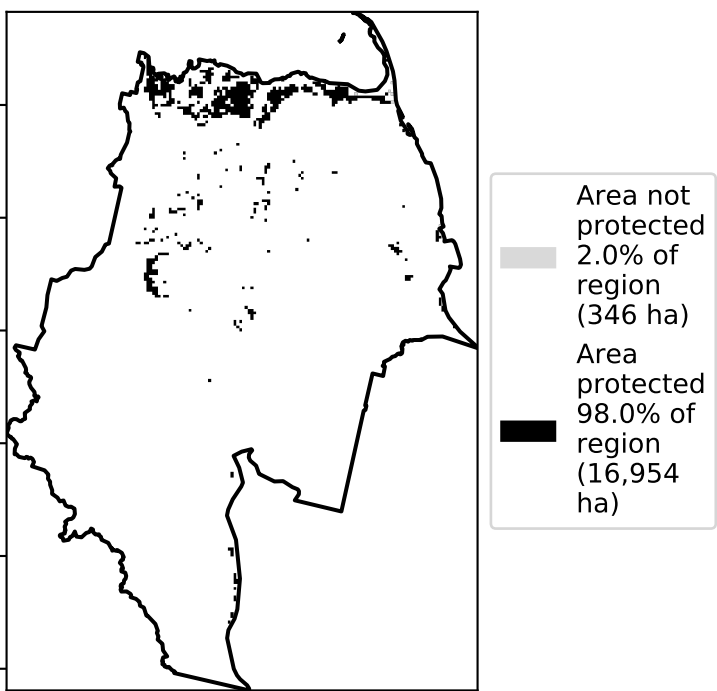 Area not
protected
2.0% of
region
(346 ha)
Area
protected
98.0% of
region
(16,954
ha)